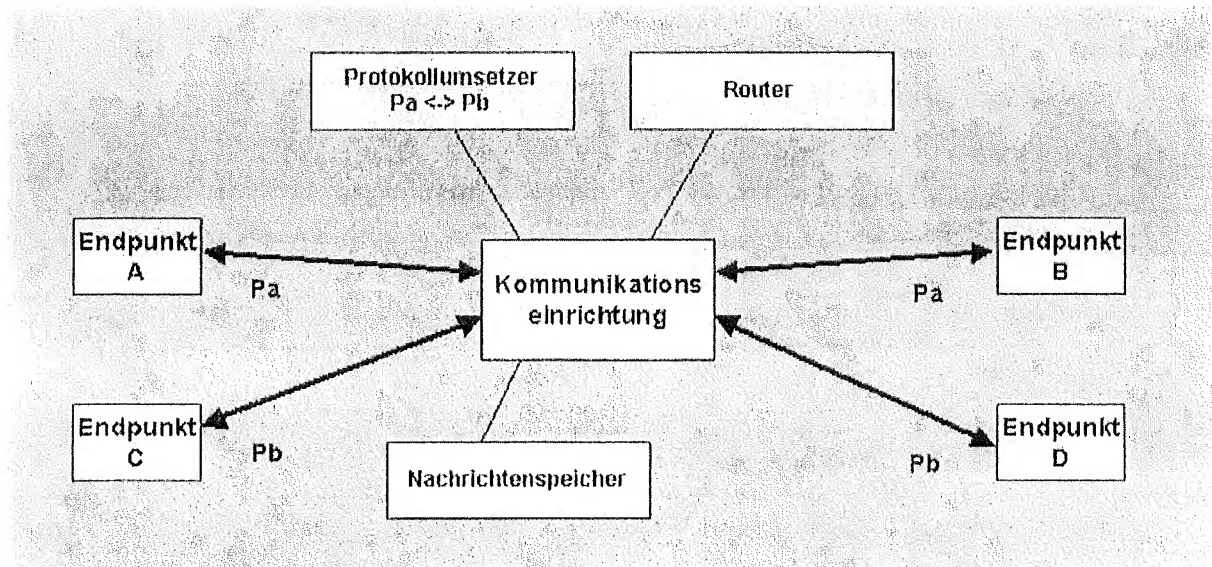 Protokollumsetzer
Pa <-> Pb
Router
Endpunkt
A
Pa
Kommunikations
einrichtung
Endpunkt
B
Pa
Endpunkt
C
Pb
Nachrichtenspeicher
Endpunkt
D
Pb